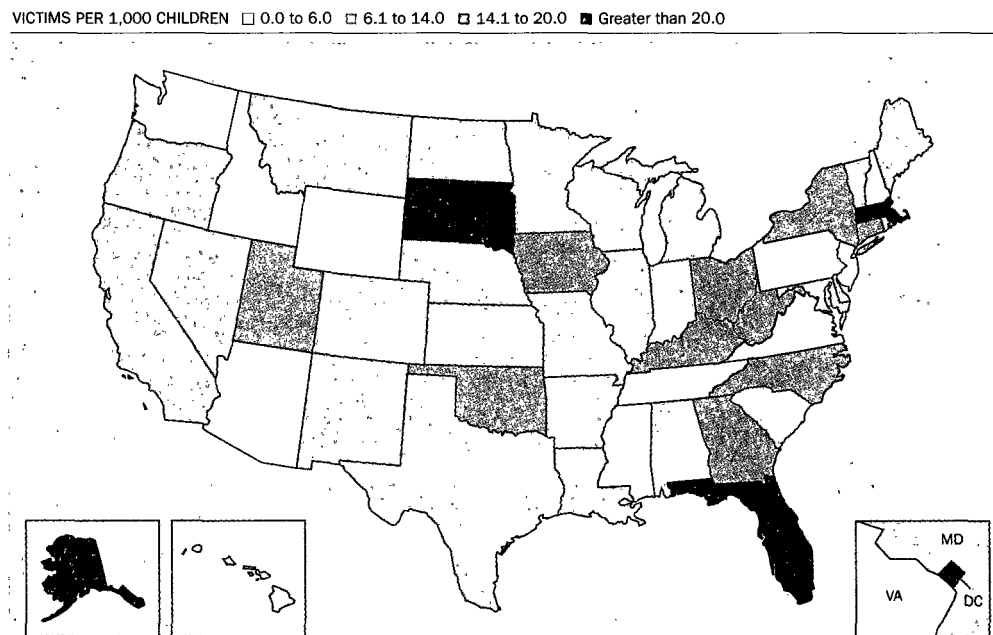 VICTIMS PER 1,000 CHILDREN 0.0 to 6.0 6.1 to 14.0 14.1 to 20.0 Greater than 20.0
MD
VA
DC